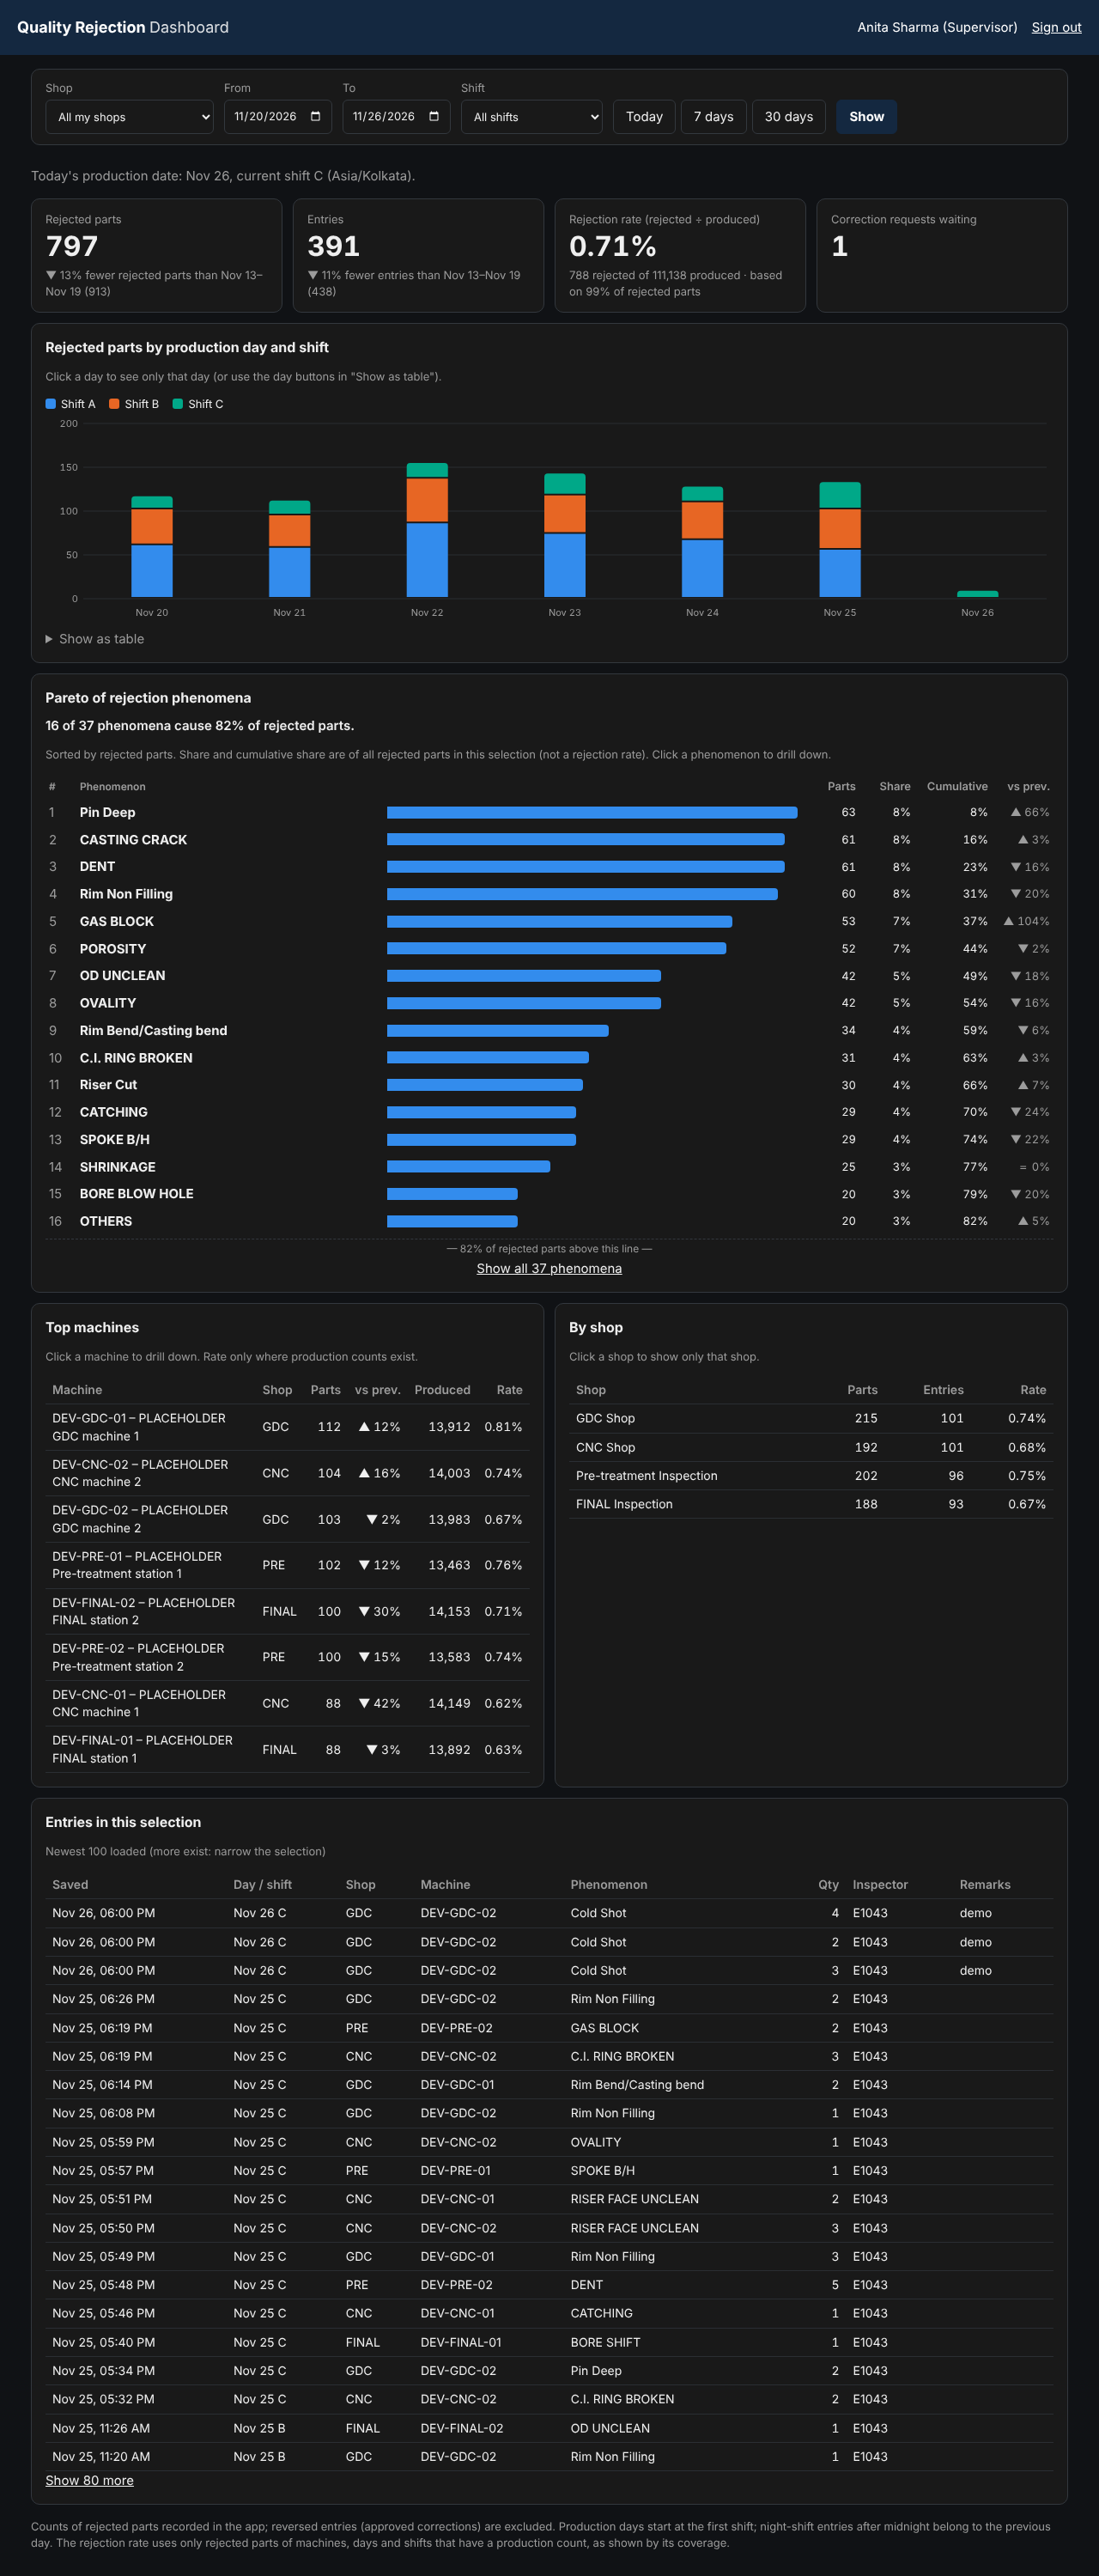 Quality Rejection Dashboard
Anita Sharma (Supervisor) Sign out
Shop From To Shift
All my shops 11/20/2026 11/26/2026 All shifts Today 7 days 30 days Show
Today's production date: Nov 26, current shift C (Asia/Kolkata).
Rejected parts
797
▼ 13% fewer rejected parts than Nov 13–
Nov 19 (913)
Entries
391
▼ 11% fewer entries than Nov 13–Nov 19
(438)
Rejection rate (rejected ÷ produced)
0.71%
788 rejected of 111,138 produced · based
on 99% of rejected parts
Correction requests waiting
1
Rejected parts by production day and shift
Click a day to see only that day (or use the day buttons in "Show as table").
Shift A Shift B Shift C
200
150
100
50
0
Nov 20 Nov 21 Nov 22 Nov 23 Nov 24 Nov 25 Nov 26
▶ Show as table
Pareto of rejection phenomena
16 of 37 phenomena cause 82% of rejected parts.
Sorted by rejected parts. Share and cumulative share are of all rejected parts in this selection (not a rejection rate). Click a phenomenon to drill down.
# Phenomenon Parts Share Cumulative vs prev.
1 Pin Deep 63 8% 8% ▲ 66%
2 CASTING CRACK 61 8% 16% ▲ 3%
3 DENT 61 8% 23% ▼ 16%
4 Rim Non Filling 60 8% 31% ▼ 20%
5 GAS BLOCK 53 7% 37% ▲ 104%
6 POROSITY 52 7% 44% ▼ 2%
7 OD UNCLEAN 42 5% 49% ▼ 18%
8 OVALITY 42 5% 54% ▼ 16%
9 Rim Bend/Casting bend 34 4% 59% ▼ 6%
10 C.I. RING BROKEN 31 4% 63% ▲ 3%
11 Riser Cut 30 4% 66% ▲ 7%
12 CATCHING 29 4% 70% ▼ 24%
13 SPOKE B/H 29 4% 74% ▼ 22%
14 SHRINKAGE 25 3% 77% = 0%
15 BORE BLOW HOLE 20 3% 79% ▼ 20%
16 OTHERS 20 3% 82% ▲ 5%
— 82% of rejected parts above this line —
Show all 37 phenomena
Top machines
Click a machine to drill down. Rate only where production counts exist.
Machine Shop Parts vs prev. Produced Rate
DEV-GDC-01 – PLACEHOLDER
GDC machine 1 GDC 112 ▲ 12% 13,912 0.81%
DEV-CNC-02 – PLACEHOLDER
CNC machine 2 CNC 104 ▲ 16% 14,003 0.74%
DEV-GDC-02 – PLACEHOLDER
GDC machine 2 GDC 103 ▼ 2% 13,983 0.67%
DEV-PRE-01 – PLACEHOLDER
Pre-treatment station 1 PRE 102 ▼ 12% 13,463 0.76%
DEV-FINAL-02 – PLACEHOLDER
FINAL station 2 FINAL 100 ▼ 30% 14,153 0.71%
DEV-PRE-02 – PLACEHOLDER
Pre-treatment station 2 PRE 100 ▼ 15% 13,583 0.74%
DEV-CNC-01 – PLACEHOLDER
CNC machine 1 CNC 88 ▼ 42% 14,149 0.62%
DEV-FINAL-01 – PLACEHOLDER
FINAL station 1 FINAL 88 ▼ 3% 13,892 0.63%
By shop
Click a shop to show only that shop.
Shop Parts Entries Rate
GDC Shop 215 101 0.74%
CNC Shop 192 101 0.68%
Pre-treatment Inspection 202 96 0.75%
FINAL Inspection 188 93 0.67%
Entries in this selection
Newest 100 loaded (more exist: narrow the selection)
Saved Day / shift Shop Machine Phenomenon Qty Inspector Remarks
Nov 26, 06:00 PM Nov 26 C GDC DEV-GDC-02 Cold Shot 4 E1043 demo
Nov 26, 06:00 PM Nov 26 C GDC DEV-GDC-02 Cold Shot 2 E1043 demo
Nov 26, 06:00 PM Nov 26 C GDC DEV-GDC-02 Cold Shot 3 E1043 demo
Nov 25, 06:26 PM Nov 25 C GDC DEV-GDC-02 Rim Non Filling 2 E1043
Nov 25, 06:19 PM Nov 25 C PRE DEV-PRE-02 GAS BLOCK 2 E1043
Nov 25, 06:19 PM Nov 25 C CNC DEV-CNC-02 C.I. RING BROKEN 3 E1043
Nov 25, 06:14 PM Nov 25 C GDC DEV-GDC-01 Rim Bend/Casting bend 2 E1043
Nov 25, 06:08 PM Nov 25 C GDC DEV-GDC-02 Rim Non Filling 1 E1043
Nov 25, 05:59 PM Nov 25 C CNC DEV-CNC-02 OVALITY 1 E1043
Nov 25, 05:57 PM Nov 25 C PRE DEV-PRE-01 SPOKE B/H 1 E1043
Nov 25, 05:51 PM Nov 25 C CNC DEV-CNC-01 RISER FACE UNCLEAN 2 E1043
Nov 25, 05:50 PM Nov 25 C CNC DEV-CNC-02 RISER FACE UNCLEAN 3 E1043
Nov 25, 05:49 PM Nov 25 C GDC DEV-GDC-01 Rim Non Filling 3 E1043
Nov 25, 05:48 PM Nov 25 C PRE DEV-PRE-02 DENT 5 E1043
Nov 25, 05:46 PM Nov 25 C CNC DEV-CNC-01 CATCHING 1 E1043
Nov 25, 05:40 PM Nov 25 C FINAL DEV-FINAL-01 BORE SHIFT 1 E1043
Nov 25, 05:34 PM Nov 25 C GDC DEV-GDC-02 Pin Deep 2 E1043
Nov 25, 05:32 PM Nov 25 C CNC DEV-CNC-02 C.I. RING BROKEN 2 E1043
Nov 25, 11:26 AM Nov 25 B FINAL DEV-FINAL-02 OD UNCLEAN 1 E1043
Nov 25, 11:20 AM Nov 25 B GDC DEV-GDC-02 Rim Non Filling 1 E1043
Show 80 more
Counts of rejected parts recorded in the app; reversed entries (approved corrections) are excluded. Production days start at the first shift; night-shift entries after midnight belong to the previous
day. The rejection rate uses only rejected parts of machines, days and shifts that have a production count, as shown by its coverage.